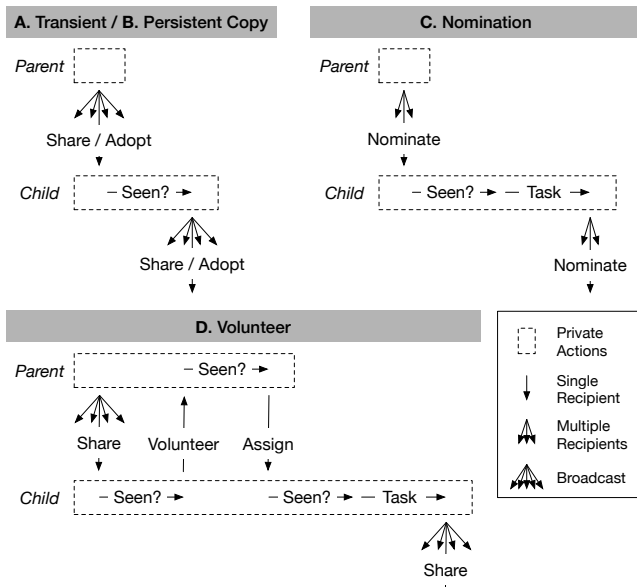 A. Transient / B. Persistent Copy
Parent
Share / Adopt
Child
Seen?
Share / Adopt
C. Nomination
Parent
Nominate
Child
Seen?
Task
Nominate
D. Volunteer
Parent
Seen?
Share
Volunteer
Assign
Child
Seen?
Seen?
Task
Share
Private
Actions
Single
Recipient
Multiple
Recipients
Broadcast